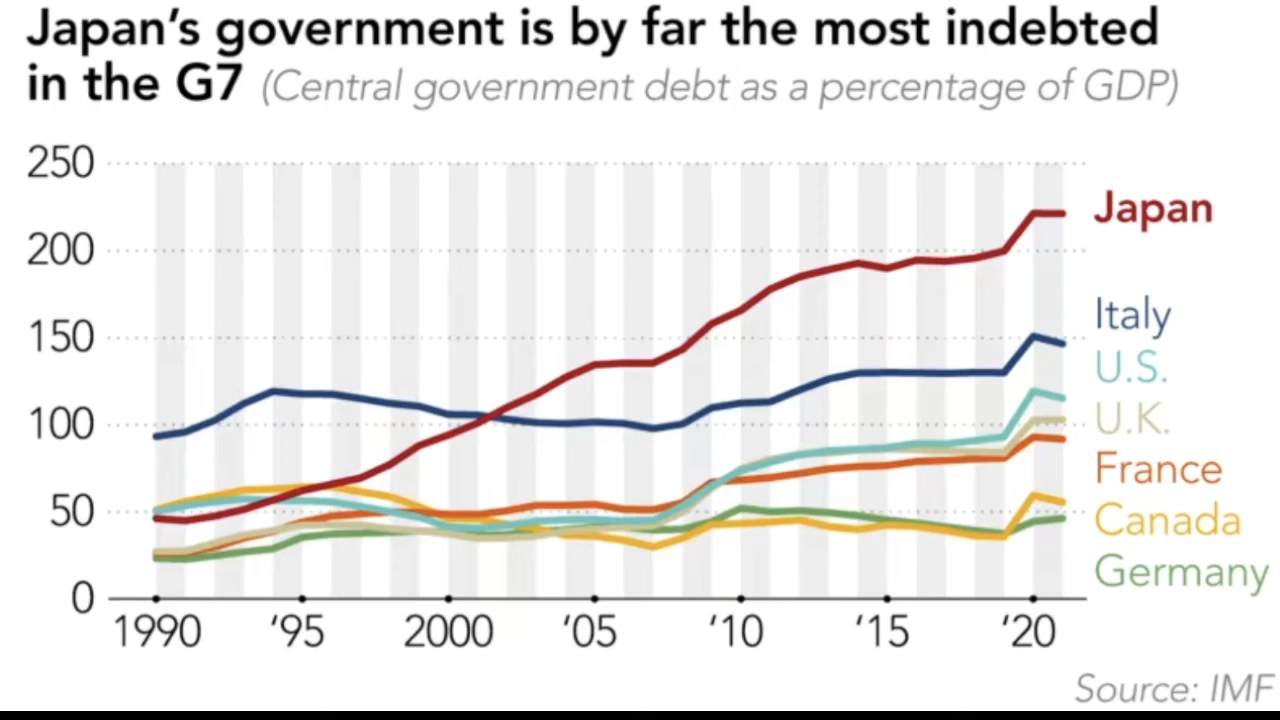 Japan’s government is by far the most indebted
in the G7 (Central government debt as a percentage of GDP)
250
200
150
100
50
0
Japan
Italy
U.S.
U.K.
France
Canada
Germany
1990 ‘95 2000 ‘05 ‘10 ‘15 ‘20
Source: IMF